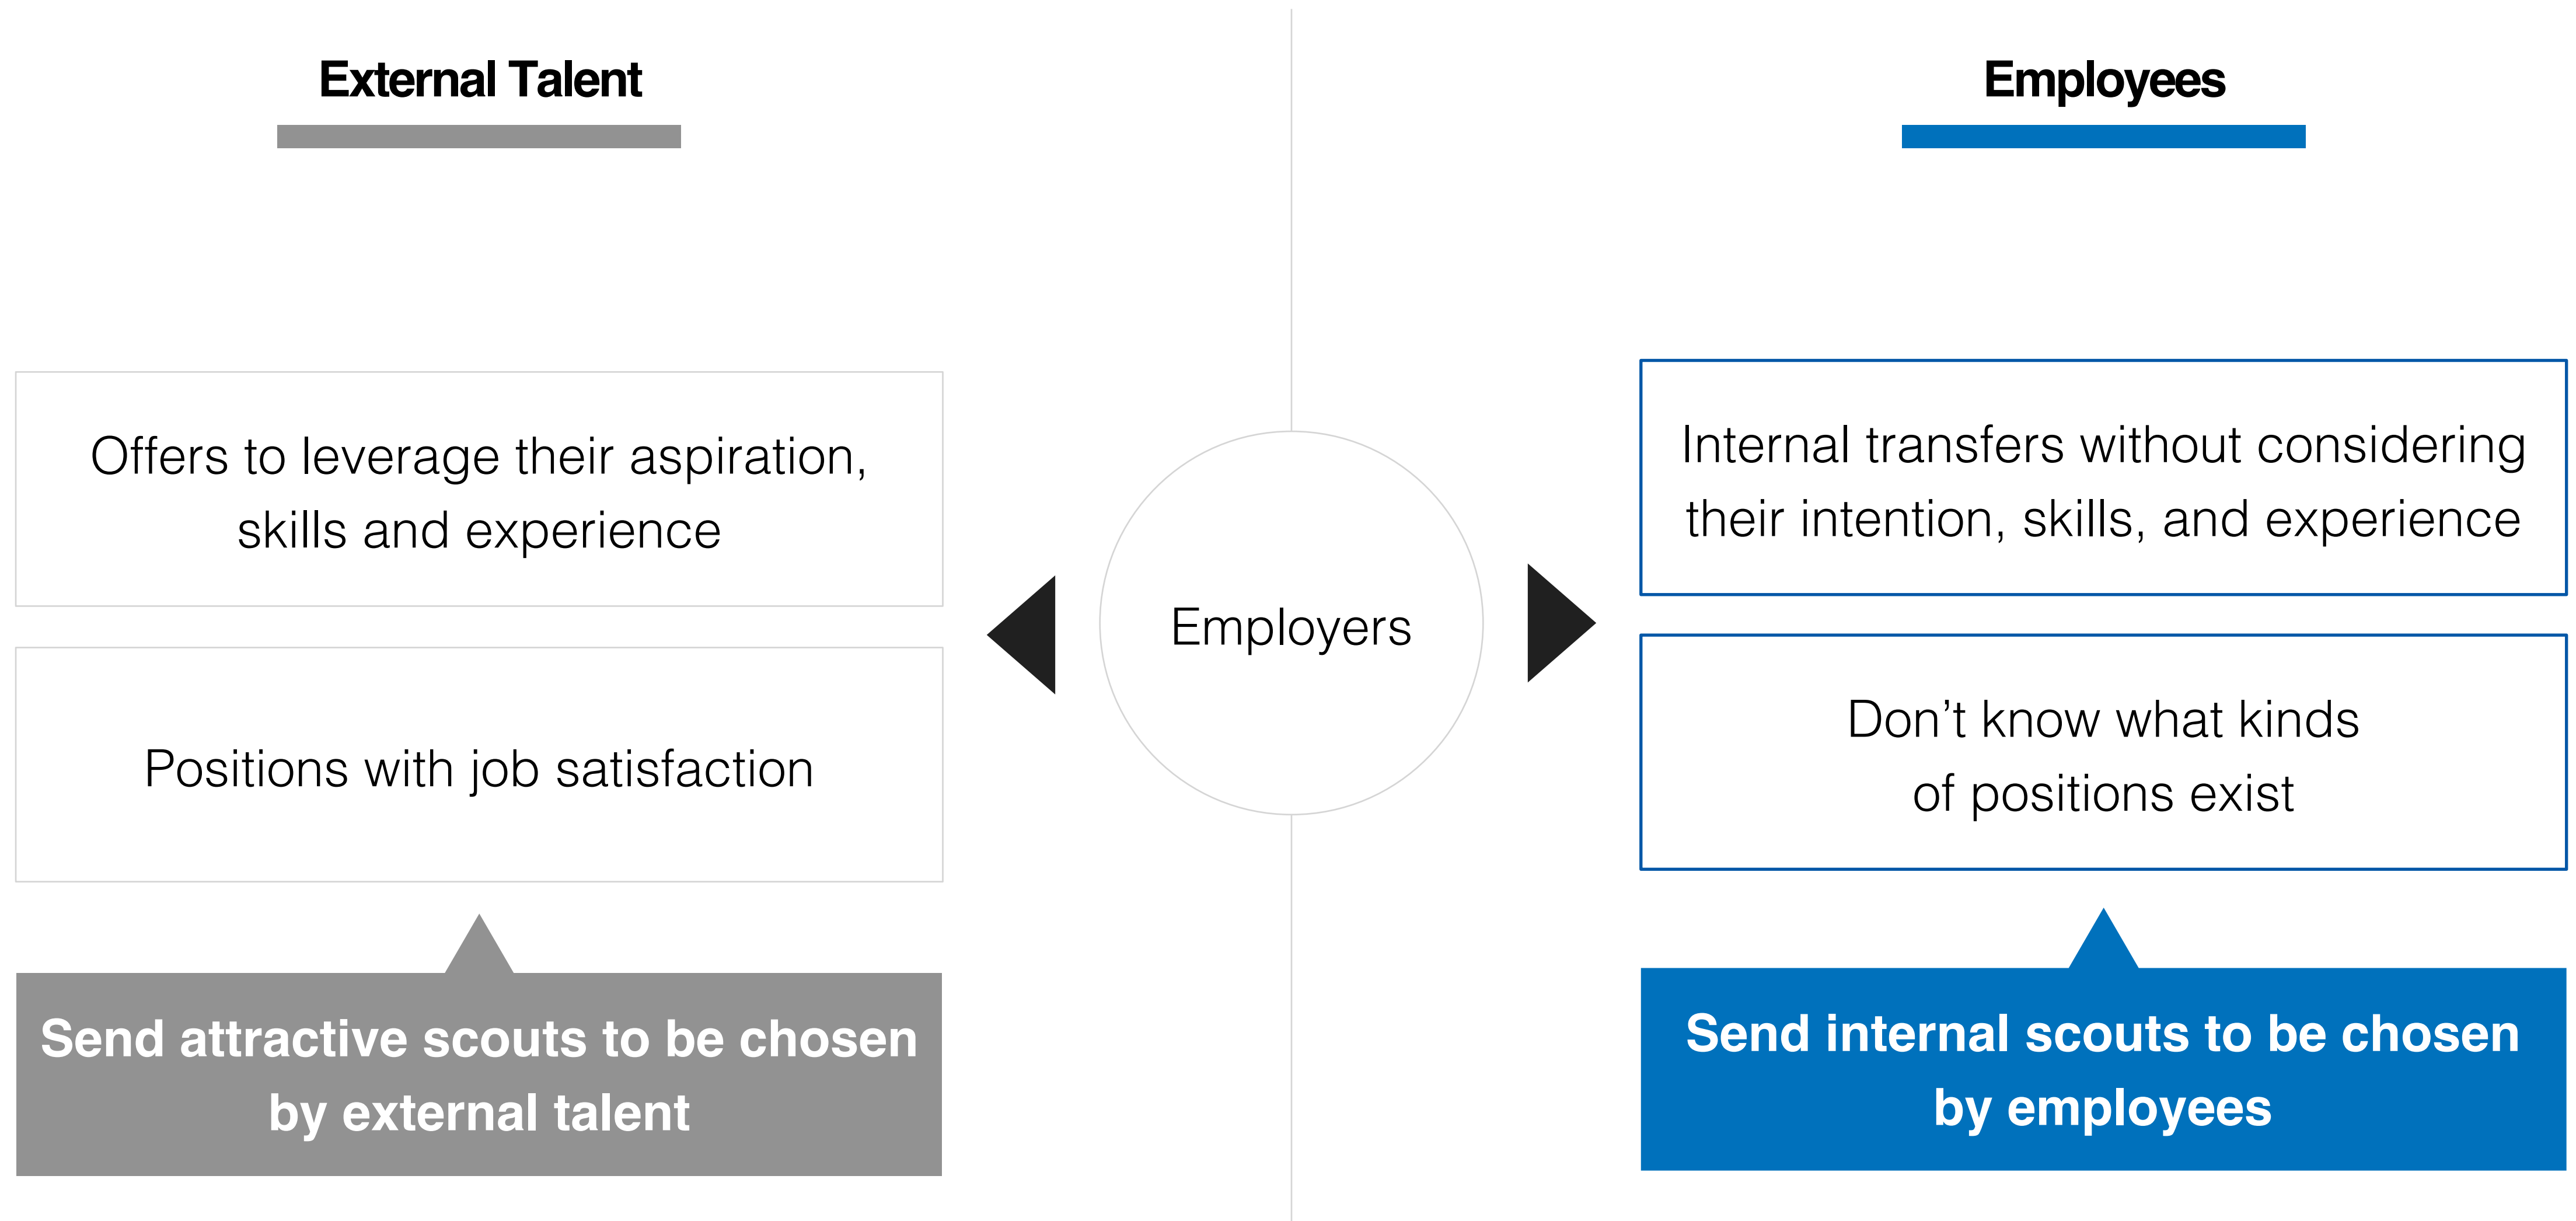 External Talent
Offers to leverage their aspiration,
skills and experience
Positions with job satisfaction
Send attractive scouts to be chosen
by external talent
Employers
Employees
Internal transfers without considering
their intention, skills, and experience
Don’t know what kinds
of positions exist
Send internal scouts to be chosen
by employees